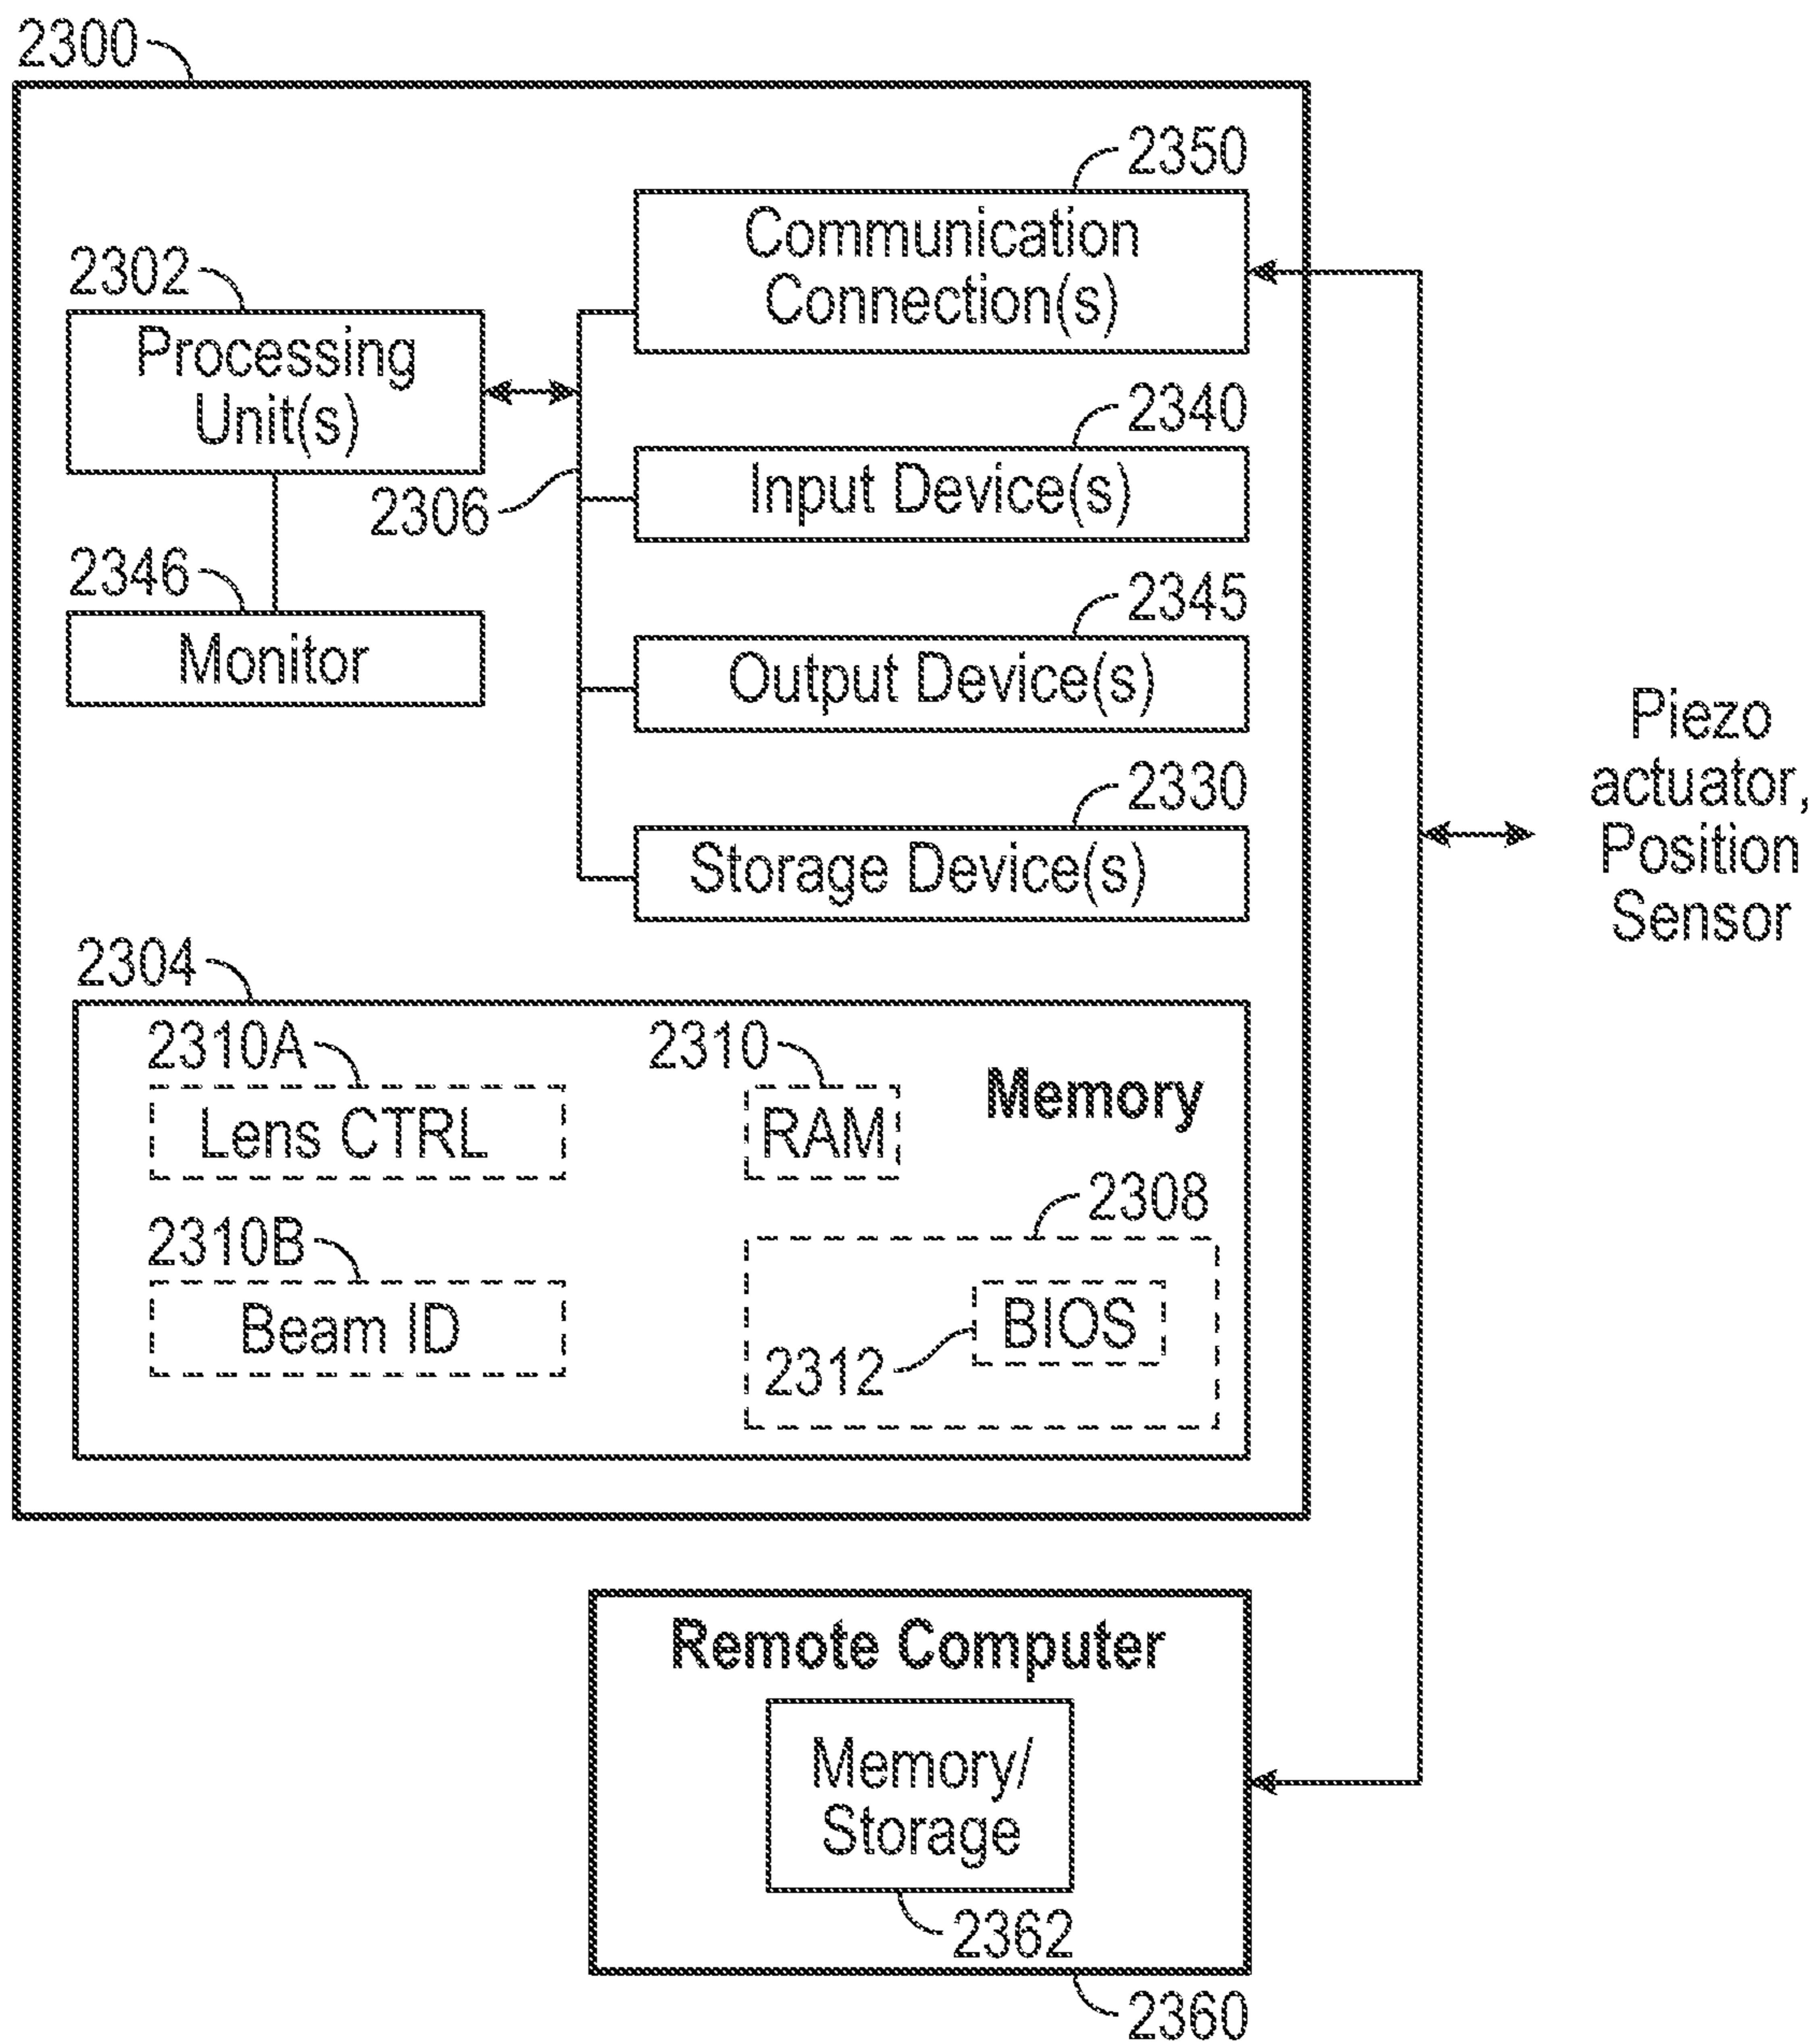 2300
2350
Communication
Connection(s)
2302
Processing
Unit(s)
2340
Input Device(s)
2306
2346
Monitor
2345
Output Device(s)
Piezo
actuator,
Position
Sensor
2330
Storage Device(s)
2304
2310A
Lens CTRL
2310
RAM
Memory
2310B
Beam ID
2308
BIOS
2312
Remote Computer
Memory/
Storage
2362
2360